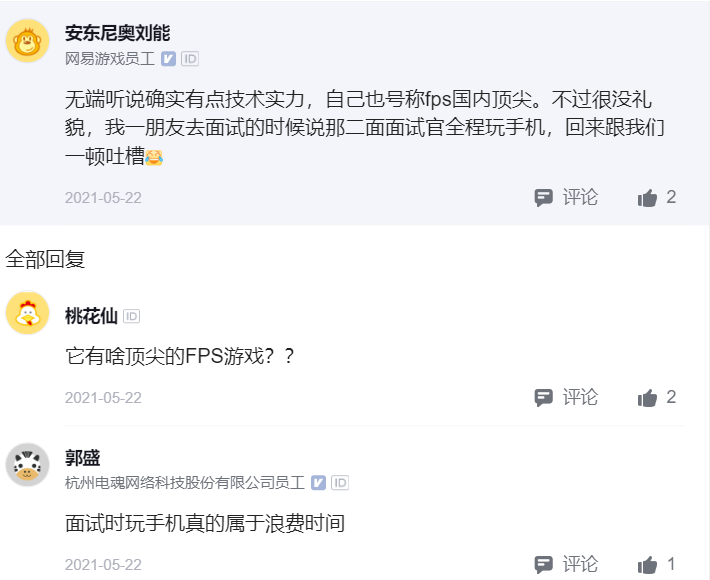 安东尼奥刘能
网易游戏员工 V ID
无端听说确实有点技术实力，自己也号称fps国内顶尖。不过很没礼
貌，我一朋友去面试的时候说那二面面试官全程玩手机，回来跟我们
一顿吐槽😂
2021-05-22 评论 2
全部回复
桃花仙 ID
它有啥顶尖的FPS游戏？？
2021-05-22 评论 2
郭盛
杭州电魂网络科技股份有限公司员工 V ID
面试时玩手机真的属于浪费时间
2021-05-22 评论 1